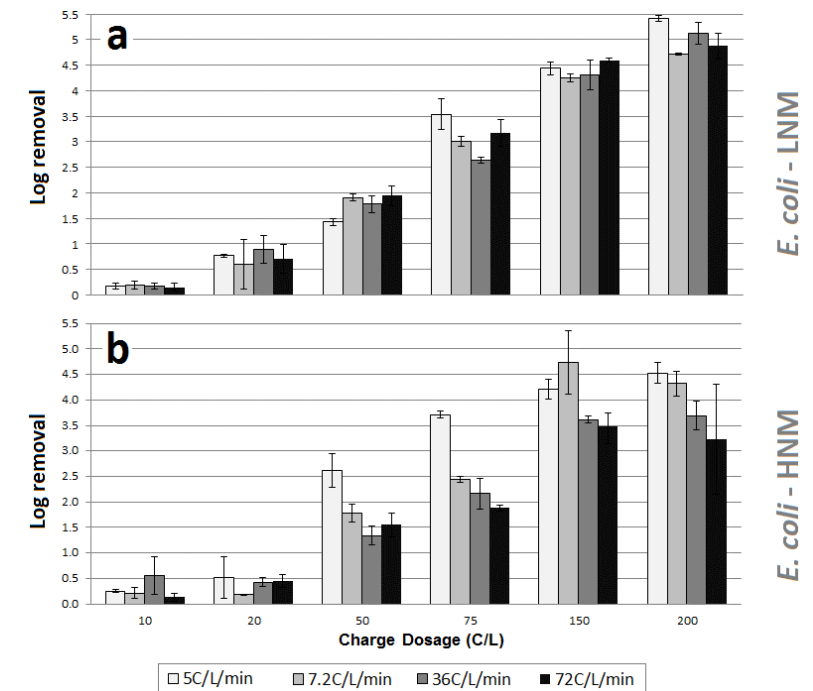 a
5.5
5
4.5
4
3.5
3
2.5
2
1.5
1
0.5
0
Log removal
E. coli - LNM
b
5.5
5.0
4.5
4.0
3.5
3.0
2.5
2.0
1.5
1.0
0.5
0.0
Log removal
E. coli - HNM
10 20 50 75 150 200
Charge Dosage (C/L)
5C/L/min 7.2C/L/min 36C/L/min 72C/L/min